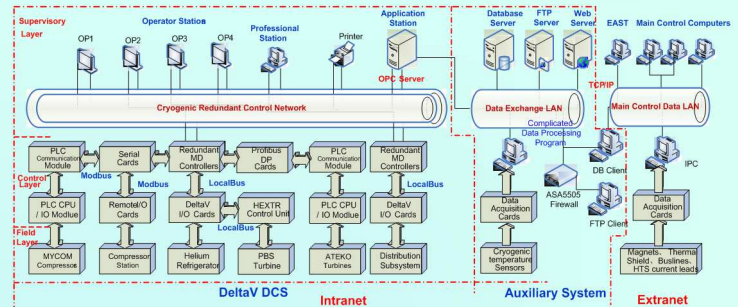 Supervisory
Layer
Operator Station
Professional
Station
Printer
Application
Station
OP1
OP2
OP3
OP4
OPC Server
Database
Server
FTP
Server
Web
Server
EAST
Main Control Computers
TCP/IP
Cryogenic Redundant Control Network
Data Exchange LAN
Main Control Data LAN
Complicated
Data Processing
Program
PLC
Communication
Module
Serial
Cards
Redundant
MD
Controllers
Profibus
DP
Cards
PLC
Communication
Module
Redundant
MD
Controllers
DB Client
IPC
Control
Layer
Modbus
Modbus
LocalBus
LocalBus
ASA5505
Firewall
FTP Client
PLC CPU
/ IO Modlue
RemoteI/O
Cards
DeltaV
I/O Cards
HEXTR
Control Unit
PLC CPU
/ IO Modlue
DeltaV
I/O Cards
Data
Acquisition
Cards
Data
Acquisition
Cards
LocalBus
Field
Layer
MYCOM
Compressors
Compressor
Station
Helium
Refrigerator
PBS
Turbine
ATEKO
Turbines
Distribution
Subsystem
Cryogenic
temperature
Sensors
Magnets、Thermal
Shield、Buslines、
HTS current leads
DeltaV DCS
Intranet
Auxiliary System
Extranet